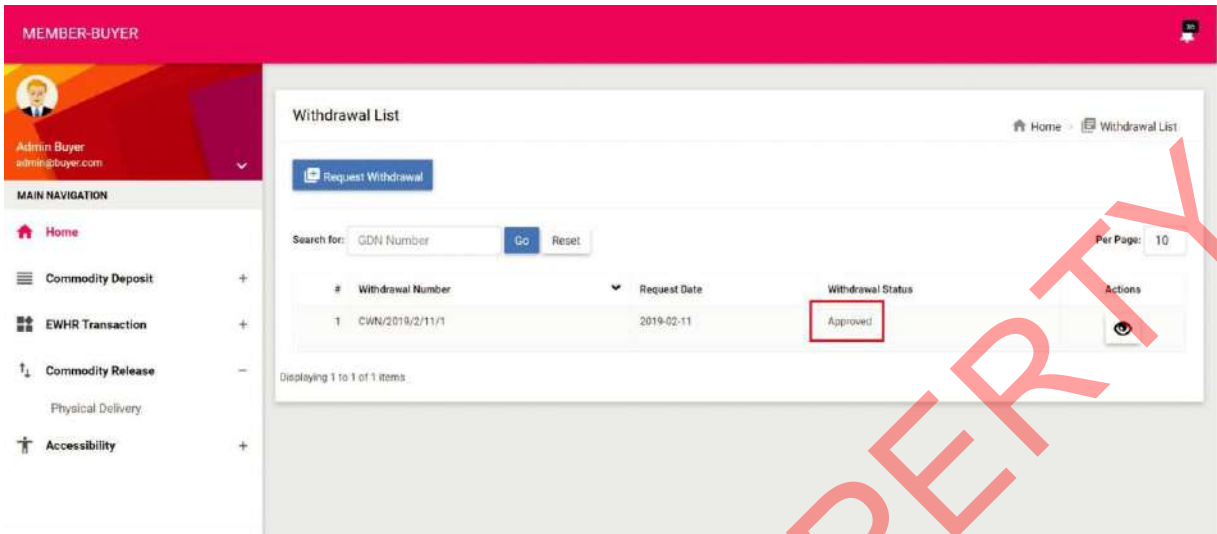 MEMBER-BUYER
Admin Buyer
admin@buyer.com
MAIN NAVIGATION
Home
Commodity Deposit
EWHR Transaction
Commodity Release
Physical Delivery
Accessibility
Withdrawal List
Home > Withdrawal List
Request Withdrawal
Search for: GDN Number Go Reset Per Page: 10
# Withdrawal Number Request Date Withdrawal Status Actions
1 CWN/2019/2/11/1 2019-02-11 Approved
Displaying 1 to 1 of 1 items
PERTY